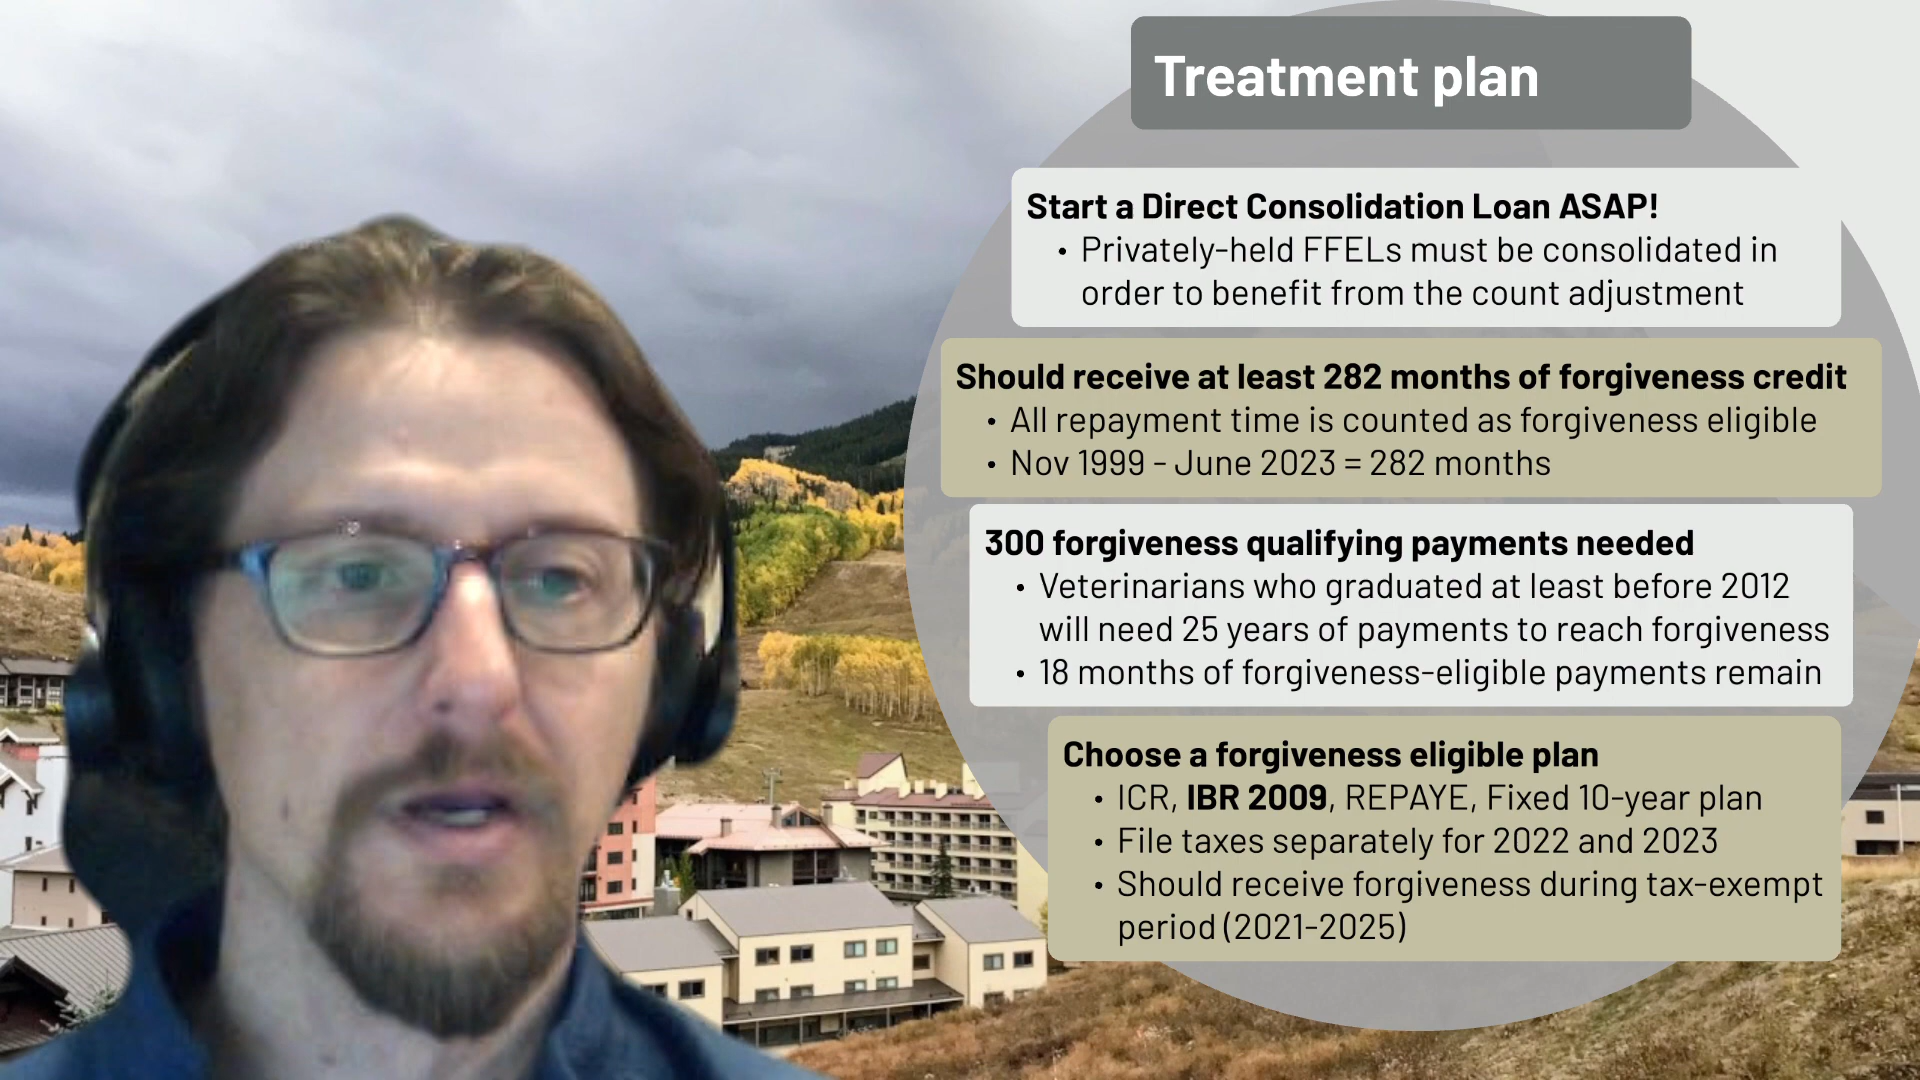 Treatment plan
Start a Direct Consolidation Loan ASAP!
• Privately-held FFELs must be consolidated in
order to benefit from the count adjustment
Should receive at least 282 months of forgiveness credit
• All repayment time is counted as forgiveness eligible
• Nov 1999 - June 2023 = 282 months
300 forgiveness qualifying payments needed
• Veterinarians who graduated at least before 2012
will need 25 years of payments to reach forgiveness
• 18 months of forgiveness-eligible payments remain
Choose a forgiveness eligible plan
• ICR, IBR 2009, REPAYE, Fixed 10-year plan
• File taxes separately for 2022 and 2023
• Should receive forgiveness during tax-exempt
period (2021-2025)